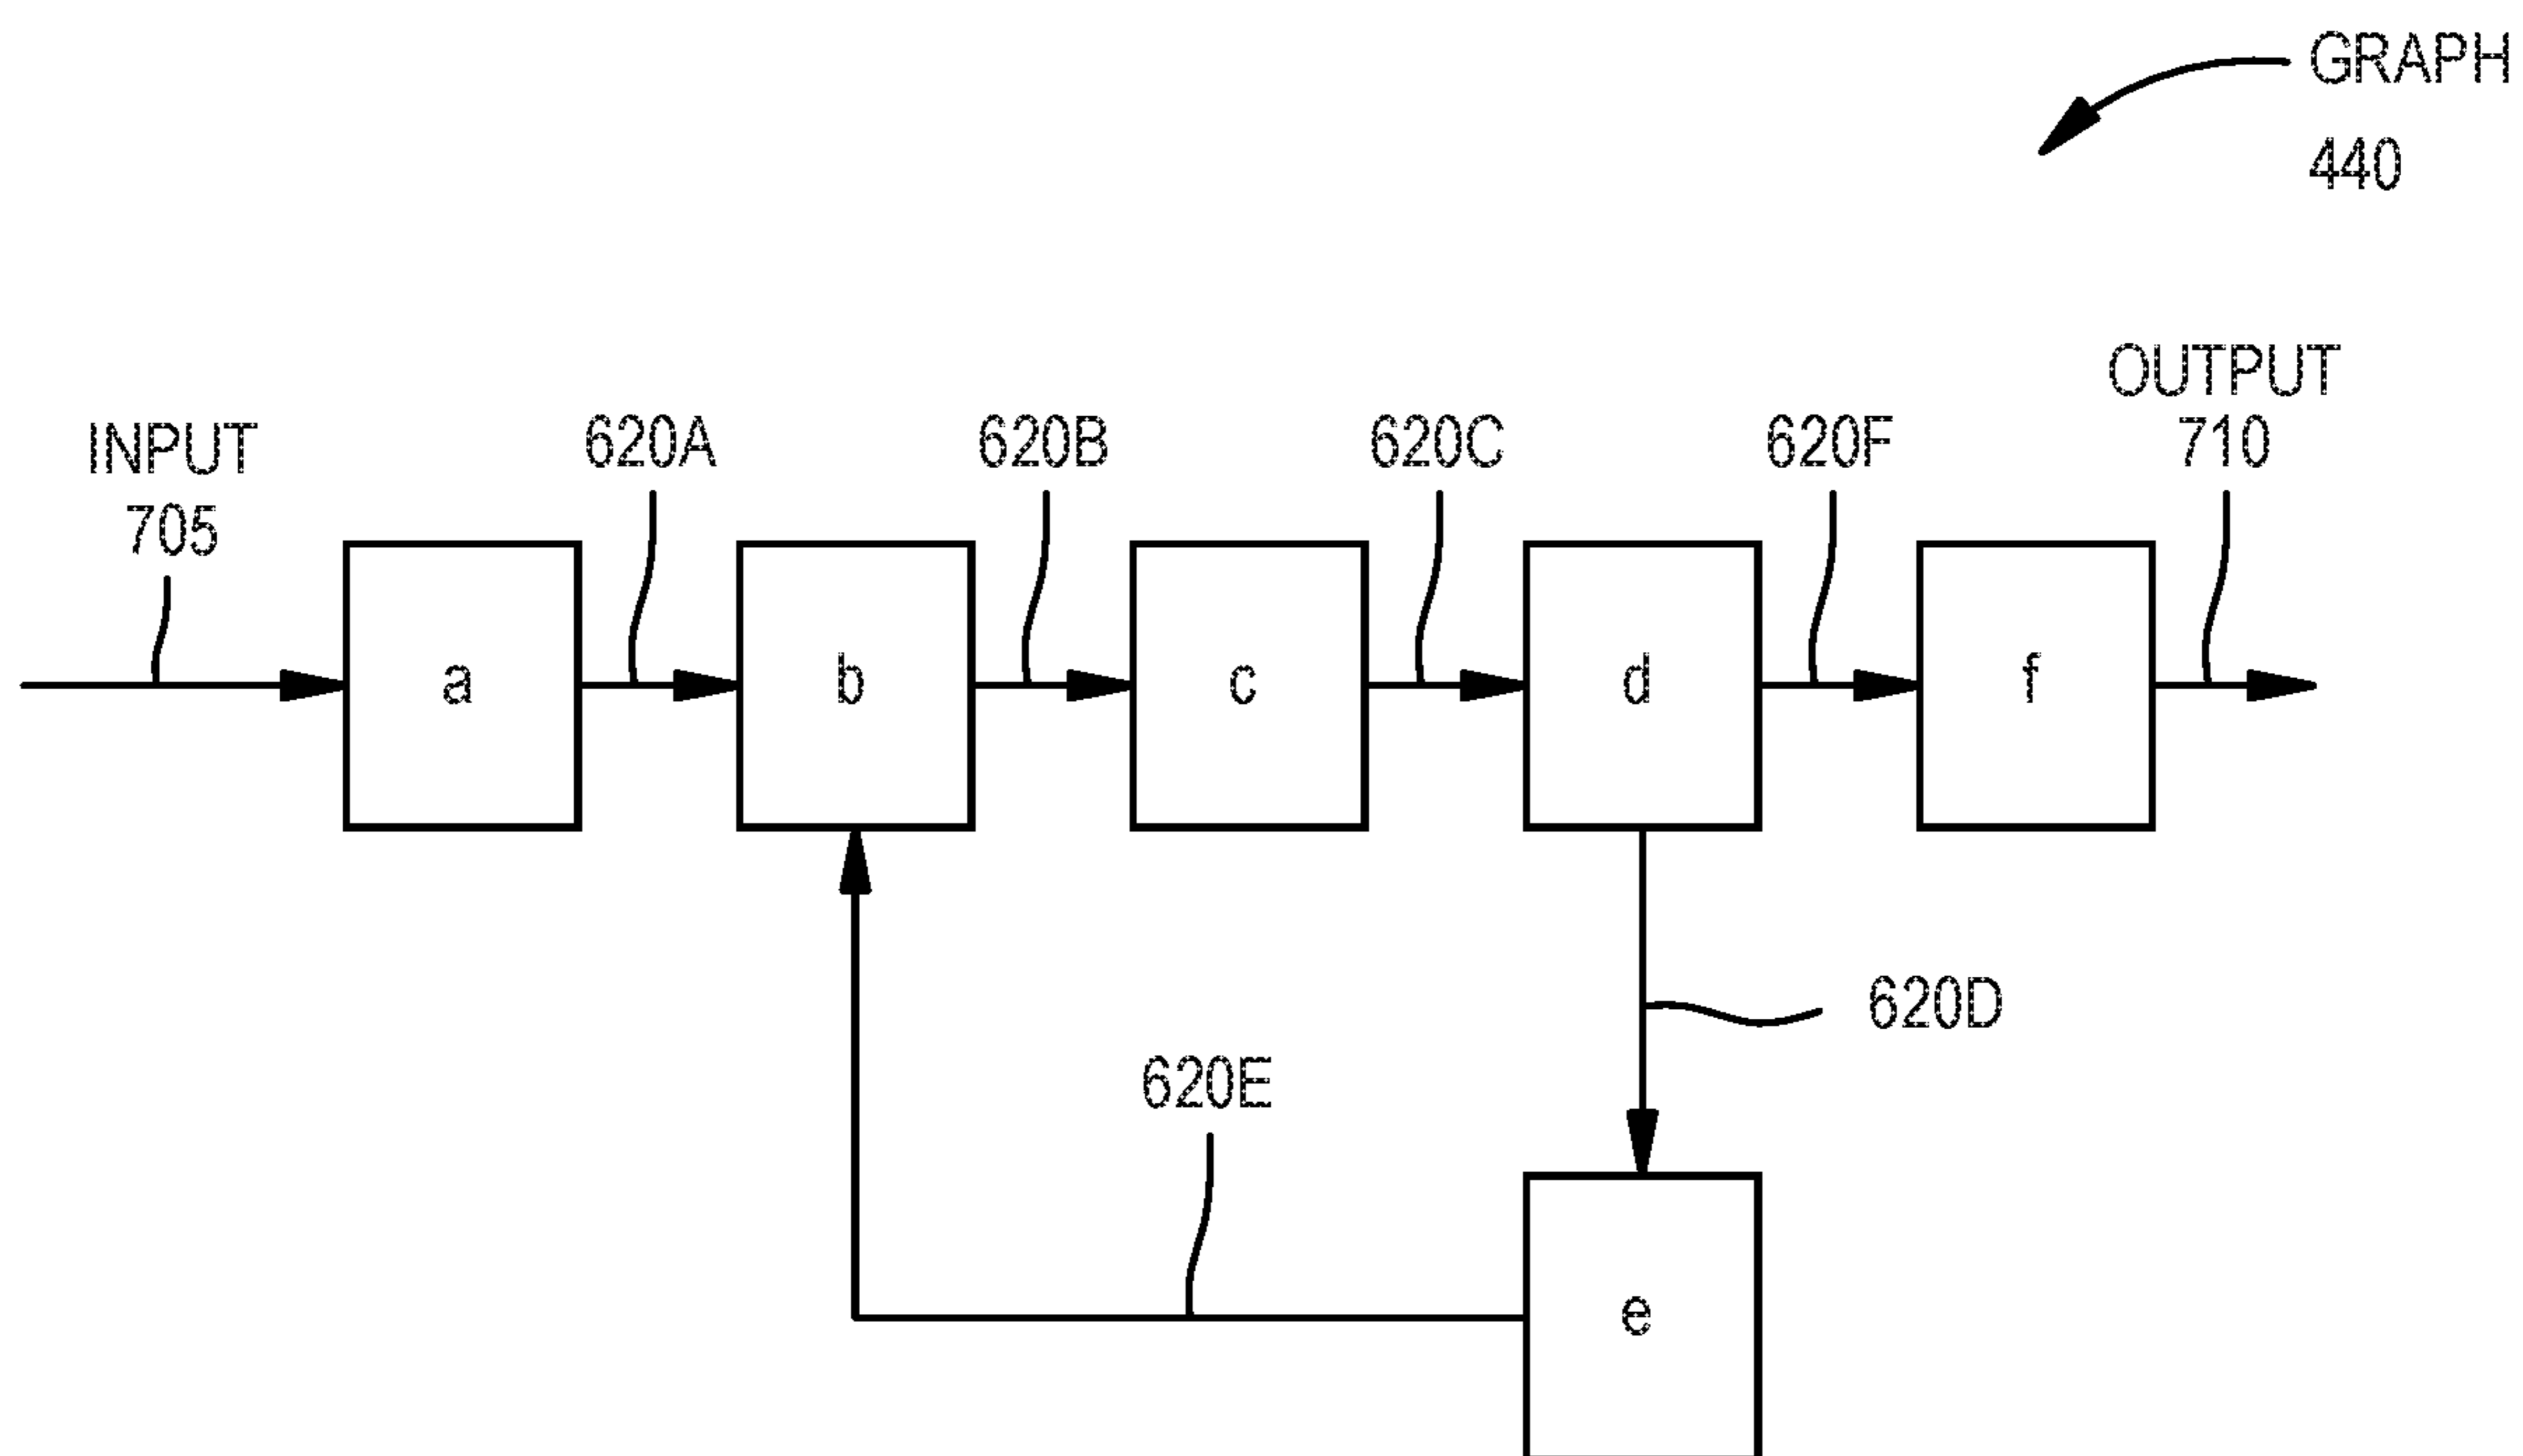 GRAPH
440
OUTPUT
710
INPUT
705
620A
620B
620C
620F
a
b
c
d
f
620D
620E
e